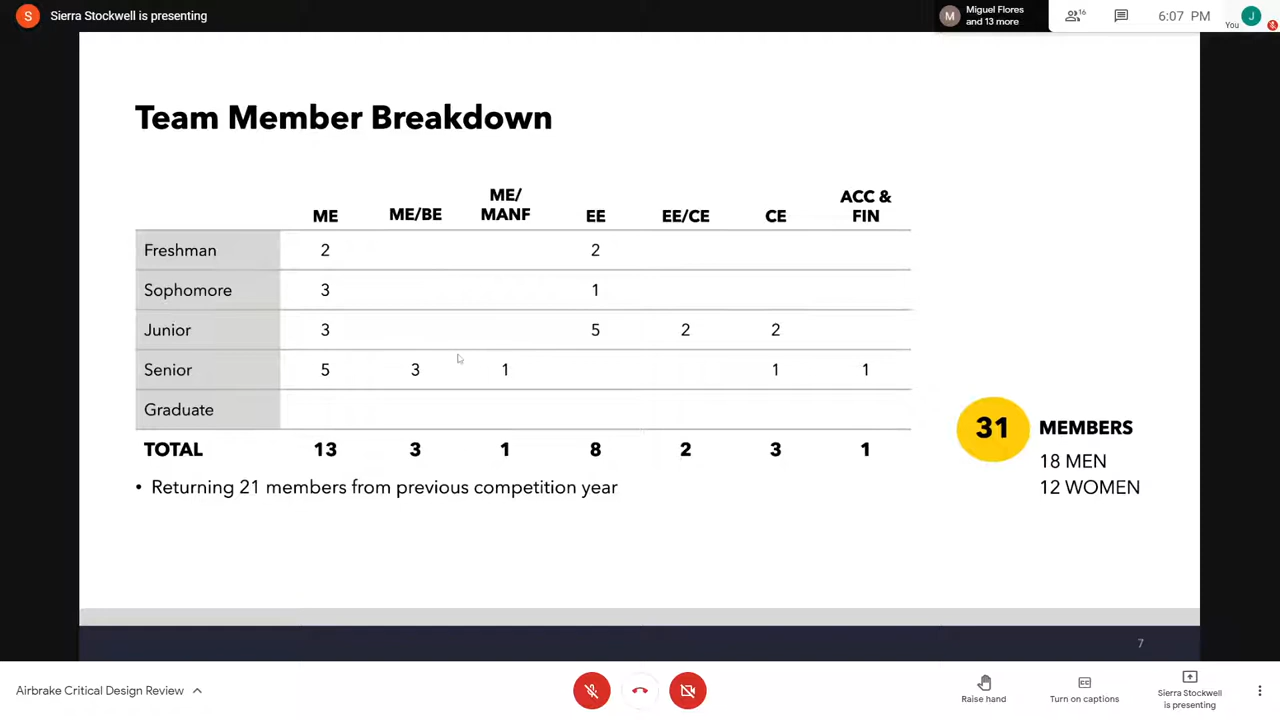 S Sierra Stockwell is presenting
M Miguel Flores
and 13 more
16
6:07 PM
You
J
Team Member Breakdown
ME ME/BE ME/ MANF EE EE/CE CE ACC & FIN
Freshman 2 2
Sophomore 3 1
Junior 3 5 2 2
Senior 5 3 1 1 1
Graduate
TOTAL 13 3 1 8 2 3 1
• Returning 21 members from previous competition year
31 MEMBERS
18 MEN
12 WOMEN
7
Airbrake Critical Design Review
Raise hand
CC
Turn on captions
Sierra Stockwell
is presenting